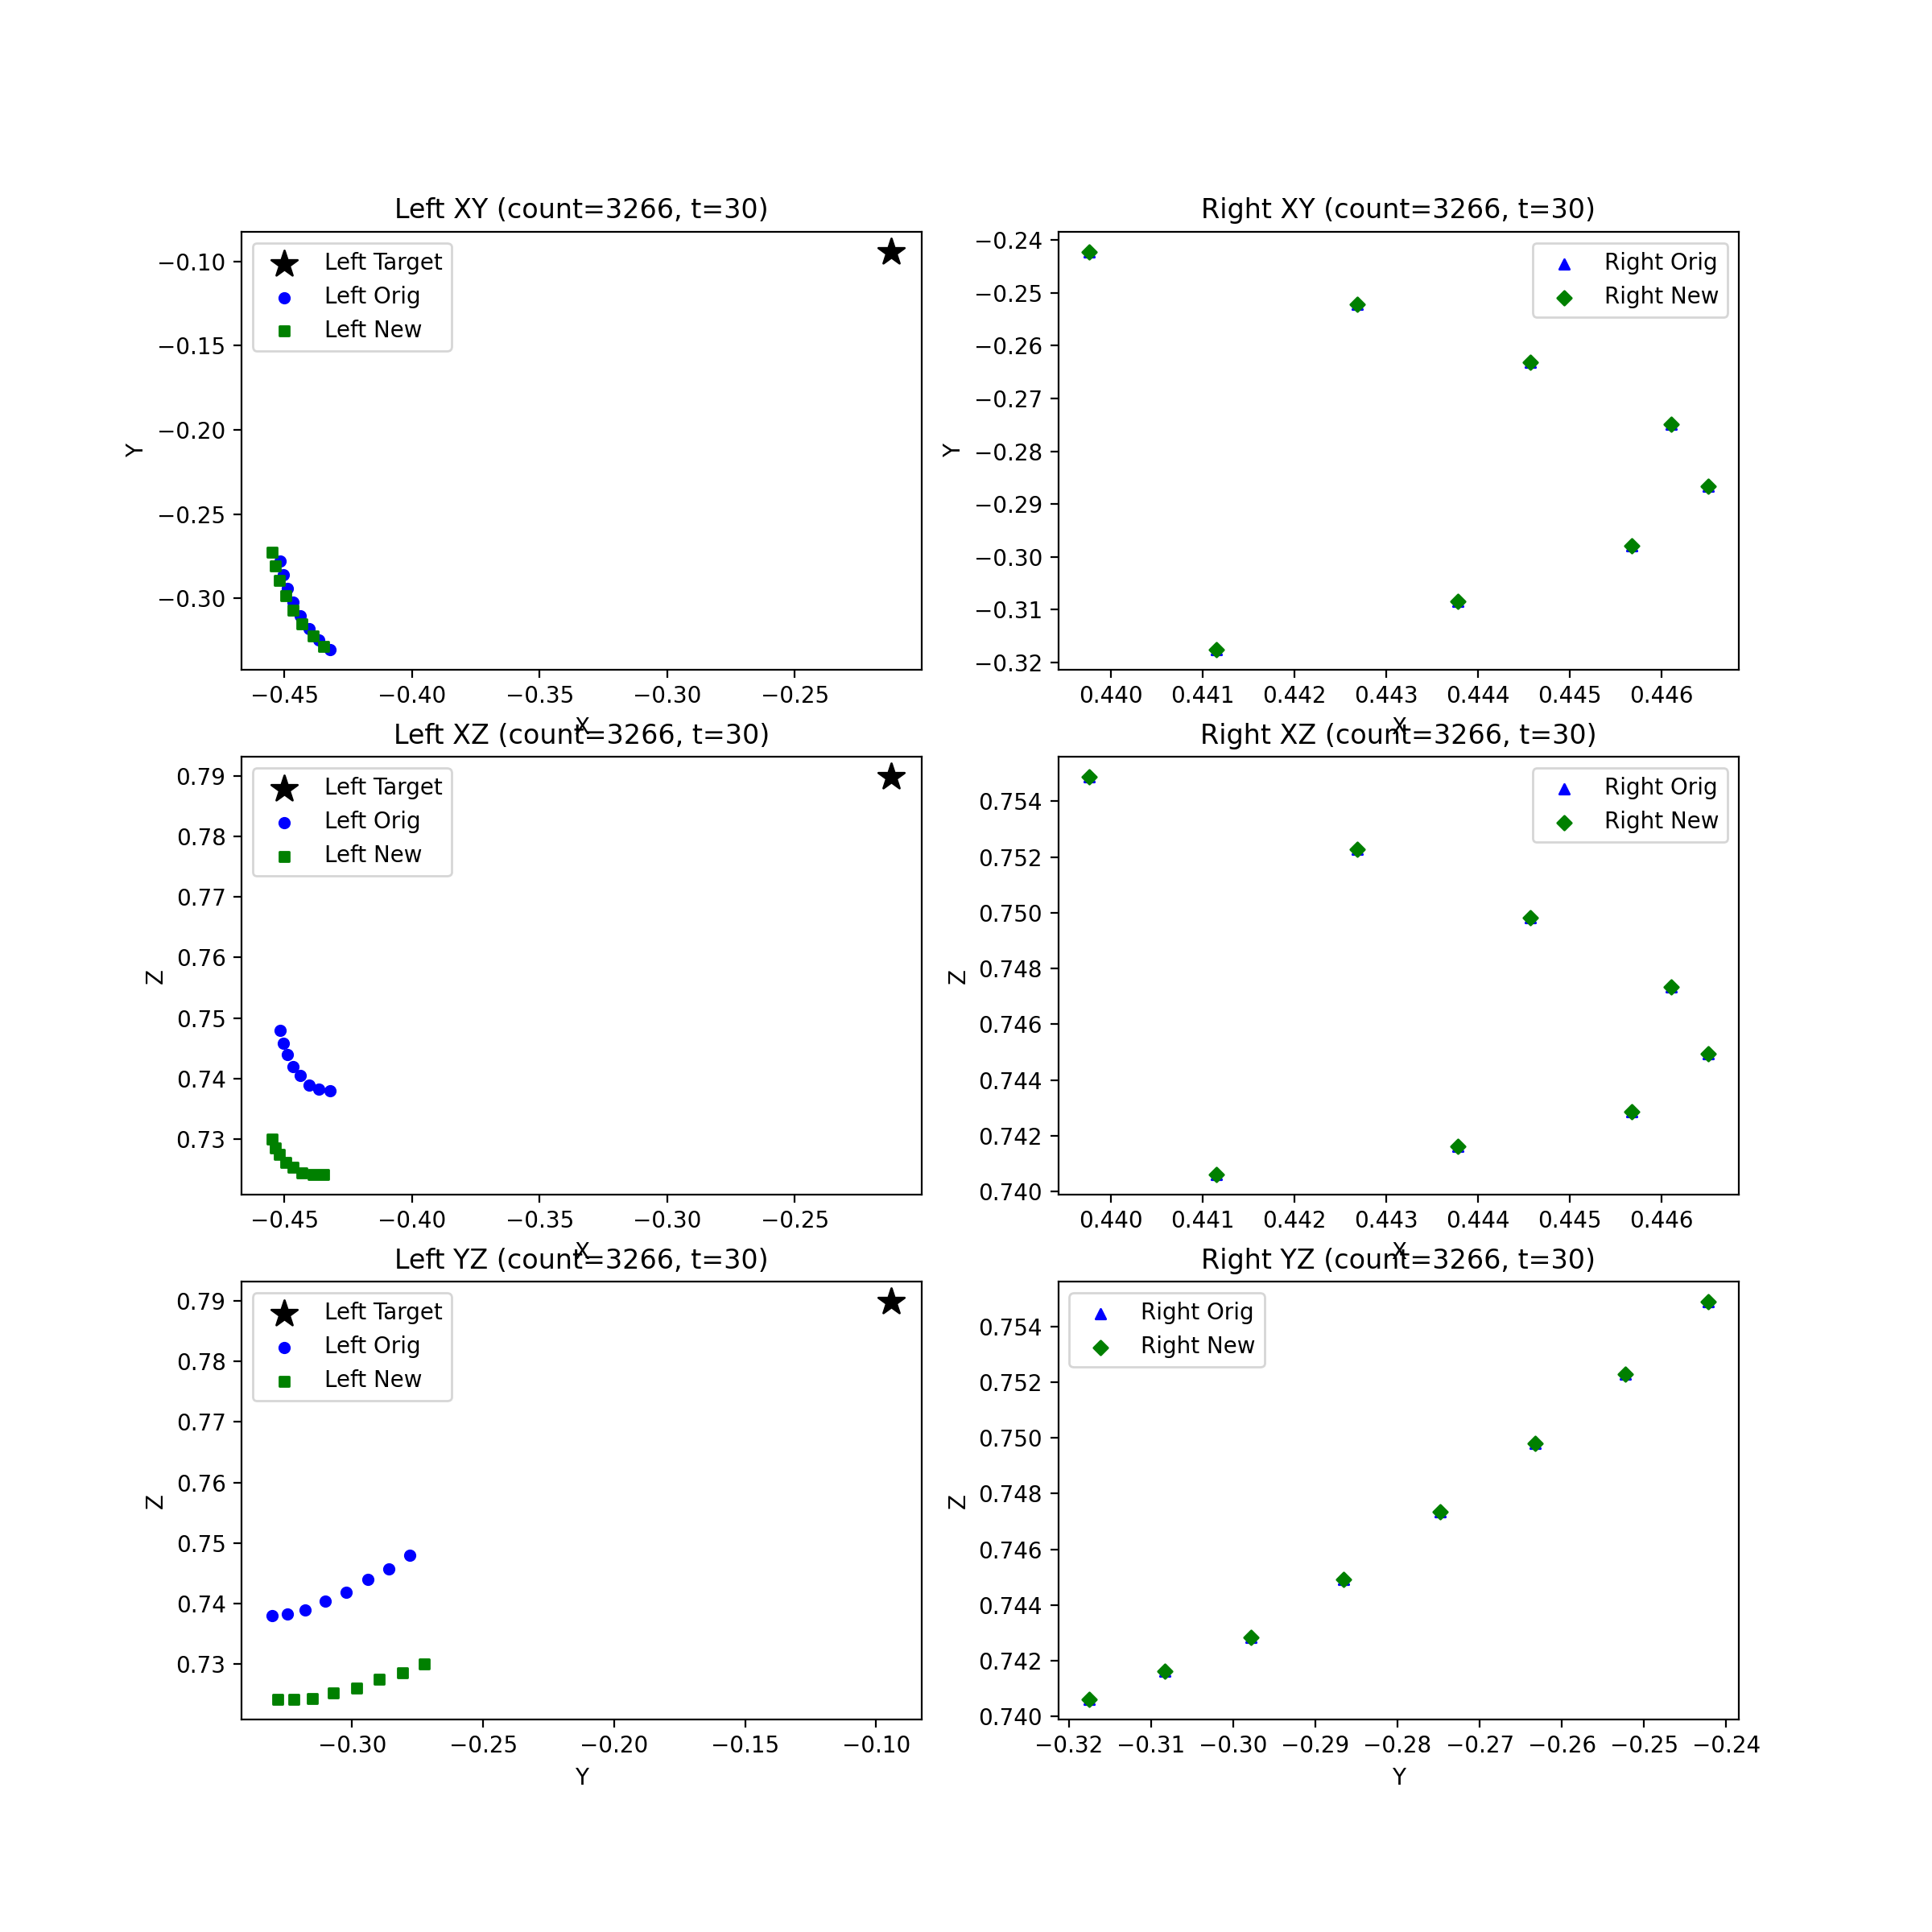 Left XY (count=3266, t=30)
Left Target
Left Orig
Left New
−0.10
−0.15
−0.20
−0.25
−0.30
Y
−0.45 −0.40 −0.35 −0.30 −0.25
X
Right XY (count=3266, t=30)
Right Orig
Right New
−0.24
−0.25
−0.26
−0.27
−0.28
−0.29
−0.30
−0.31
−0.32
Y
0.440 0.441 0.442 0.443 0.444 0.445 0.446
X
Left XZ (count=3266, t=30)
Left Target
Left Orig
Left New
0.79
0.78
0.77
0.76
0.75
0.74
0.73
Z
−0.45 −0.40 −0.35 −0.30 −0.25
X
Right XZ (count=3266, t=30)
Right Orig
Right New
0.754
0.752
0.750
0.748
0.746
0.744
0.742
0.740
Z
0.440 0.441 0.442 0.443 0.444 0.445 0.446
X
Left YZ (count=3266, t=30)
Left Target
Left Orig
Left New
0.79
0.78
0.77
0.76
0.75
0.74
0.73
Z
−0.30 −0.25 −0.20 −0.15 −0.10
Y
Right YZ (count=3266, t=30)
Right Orig
Right New
0.754
0.752
0.750
0.748
0.746
0.744
0.742
0.740
Z
−0.32 −0.31 −0.30 −0.29 −0.28 −0.27 −0.26 −0.25 −0.24
Y